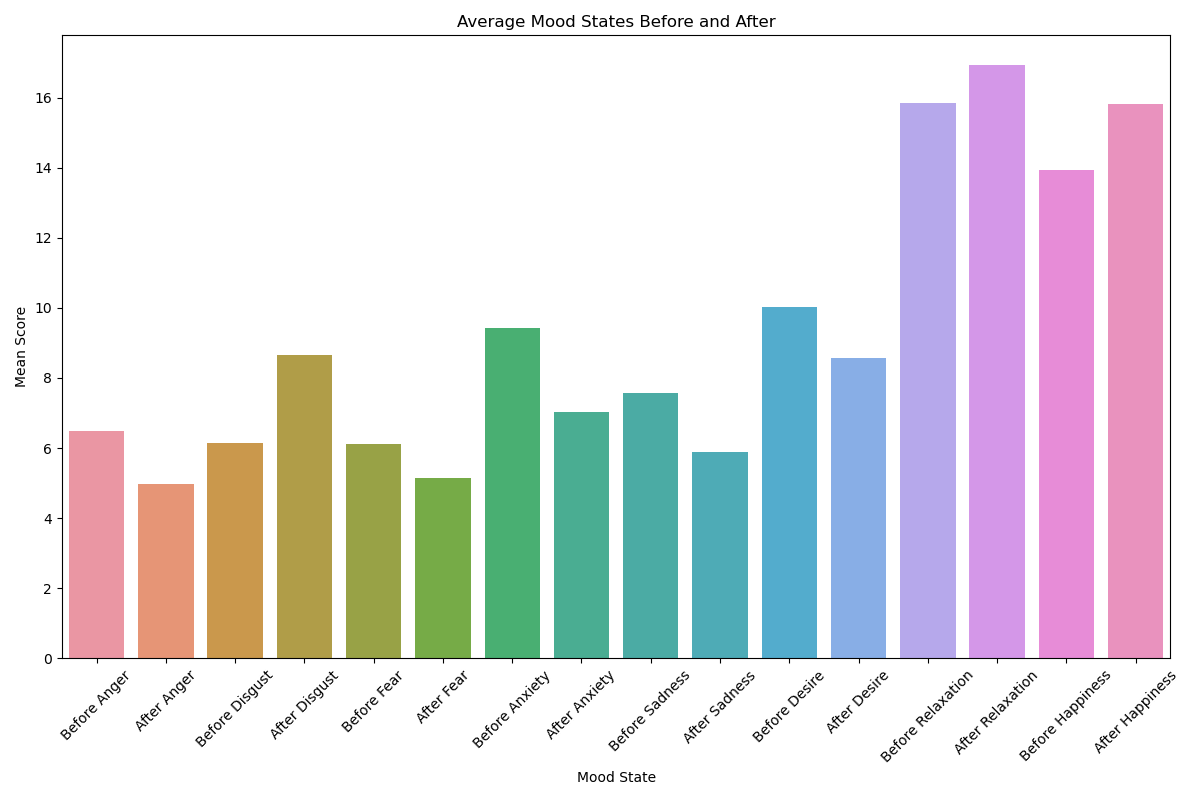 Average Mood States Before and After
Mean Score
16
14
12
10
8
6
4
2
0
Before Anger
After Anger
Before Disgust
After Disgust
Before Fear
After Fear
Before Anxiety
After Anxiety
Before Sadness
After Sadness
Before Desire
After Desire
Before Relaxation
After Relaxation
Before Happiness
After Happiness
Mood State